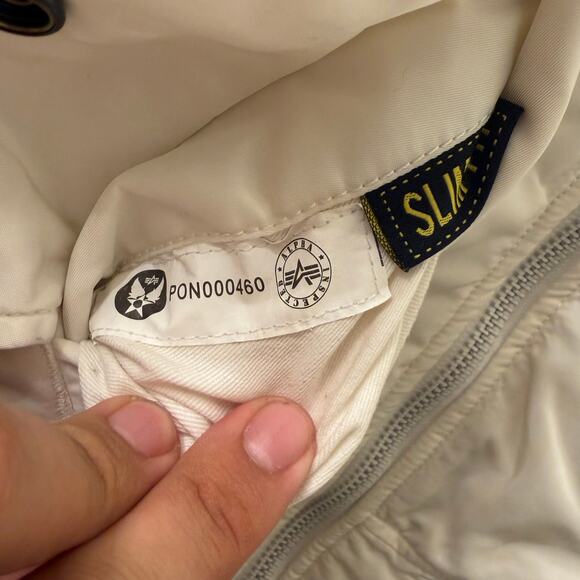 PON000460
ALPHA
INSPECTED
SLIM